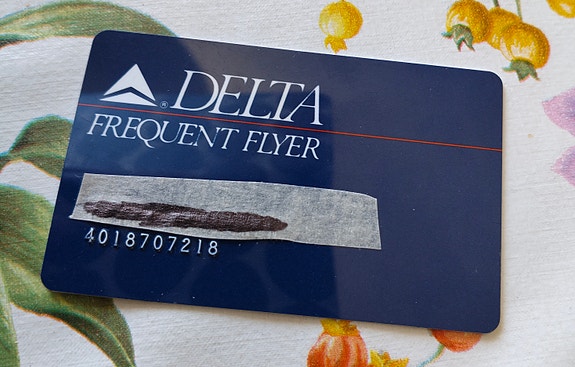 DELTA
FREQUENT FLYER
4018707218